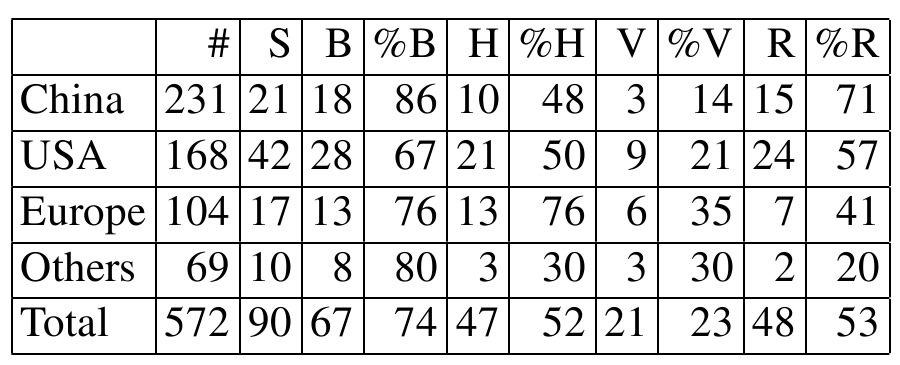 # S B %B H %H V %V R %R
China 231 21 18 86 10 48 3 14 15 71
USA 168 42 28 67 21 50 9 21 24 57
Europe 104 17 13 76 13 76 6 35 7 41
Others 69 10 8 80 3 30 3 30 2 20
Total 572 90 67 74 47 52 21 23 48 53